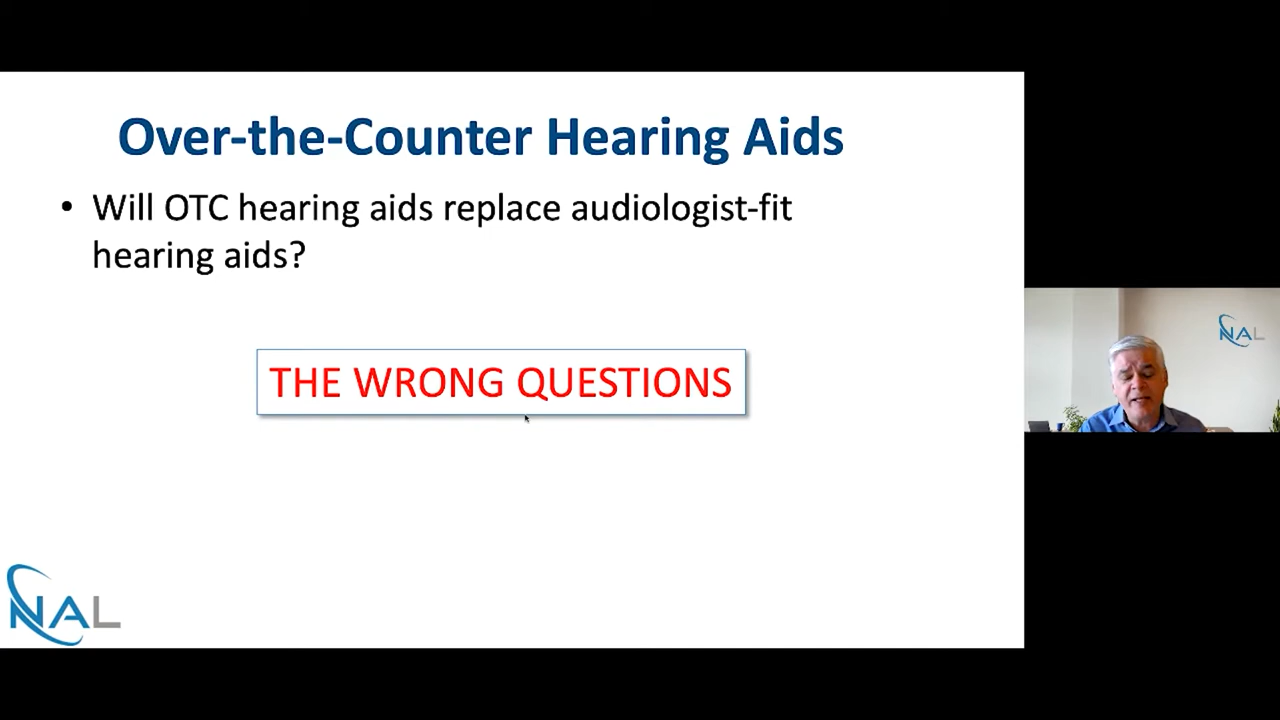 Over-the-Counter Hearing Aids
• Will OTC hearing aids replace audiologist-fit
hearing aids?
THE WRONG QUESTIONS
NAL
NAL